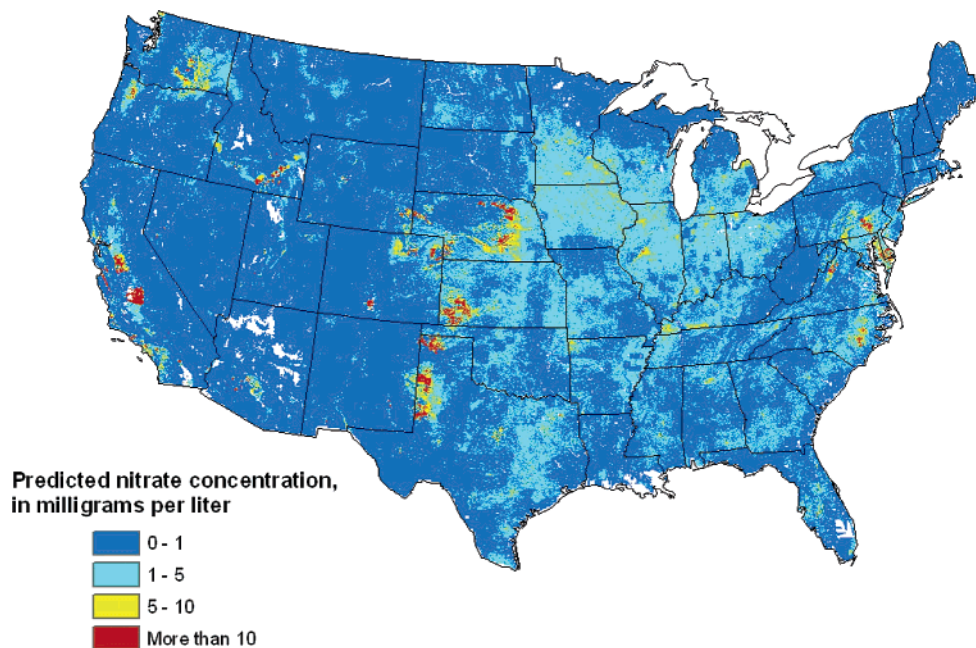 Predicted nitrate concentration,
in milligrams per liter
0 - 1
1 - 5
5 - 10
More than 10